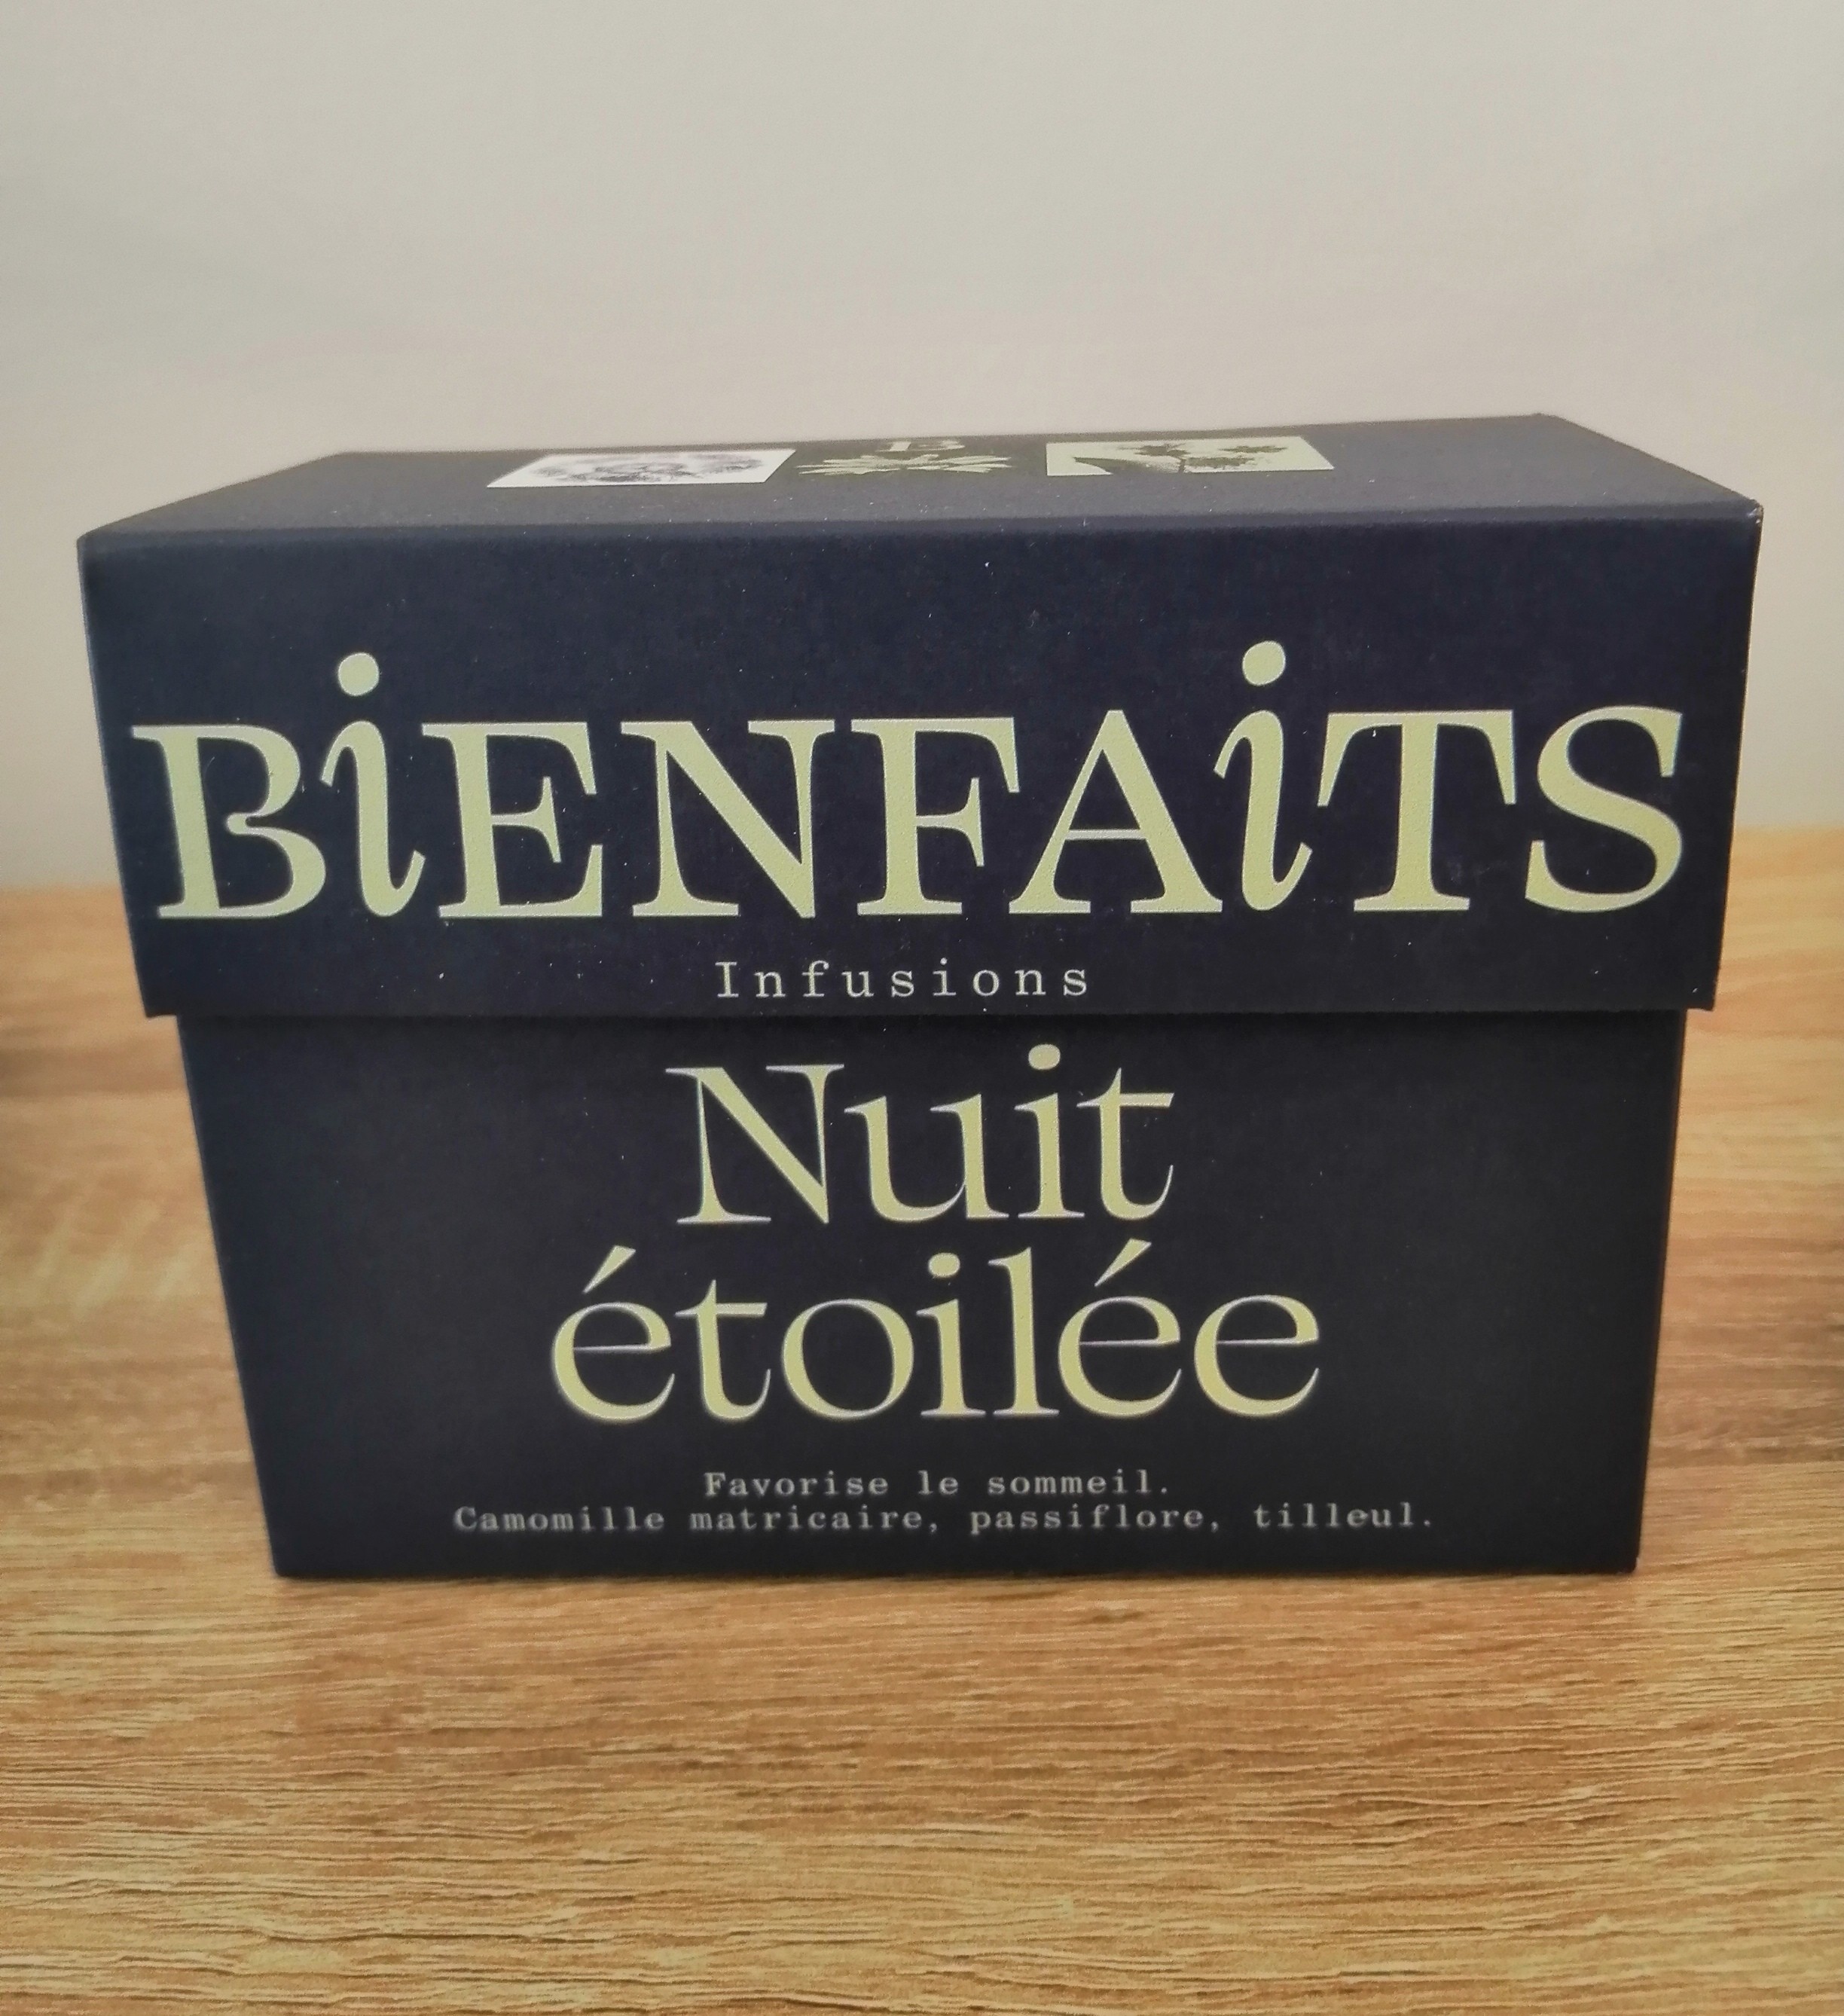 B
BiENFAiTS
Infusions
Nuit
étoilée
Favorise le sommeil.
Camomille matricaire, passiflore, tilleul.